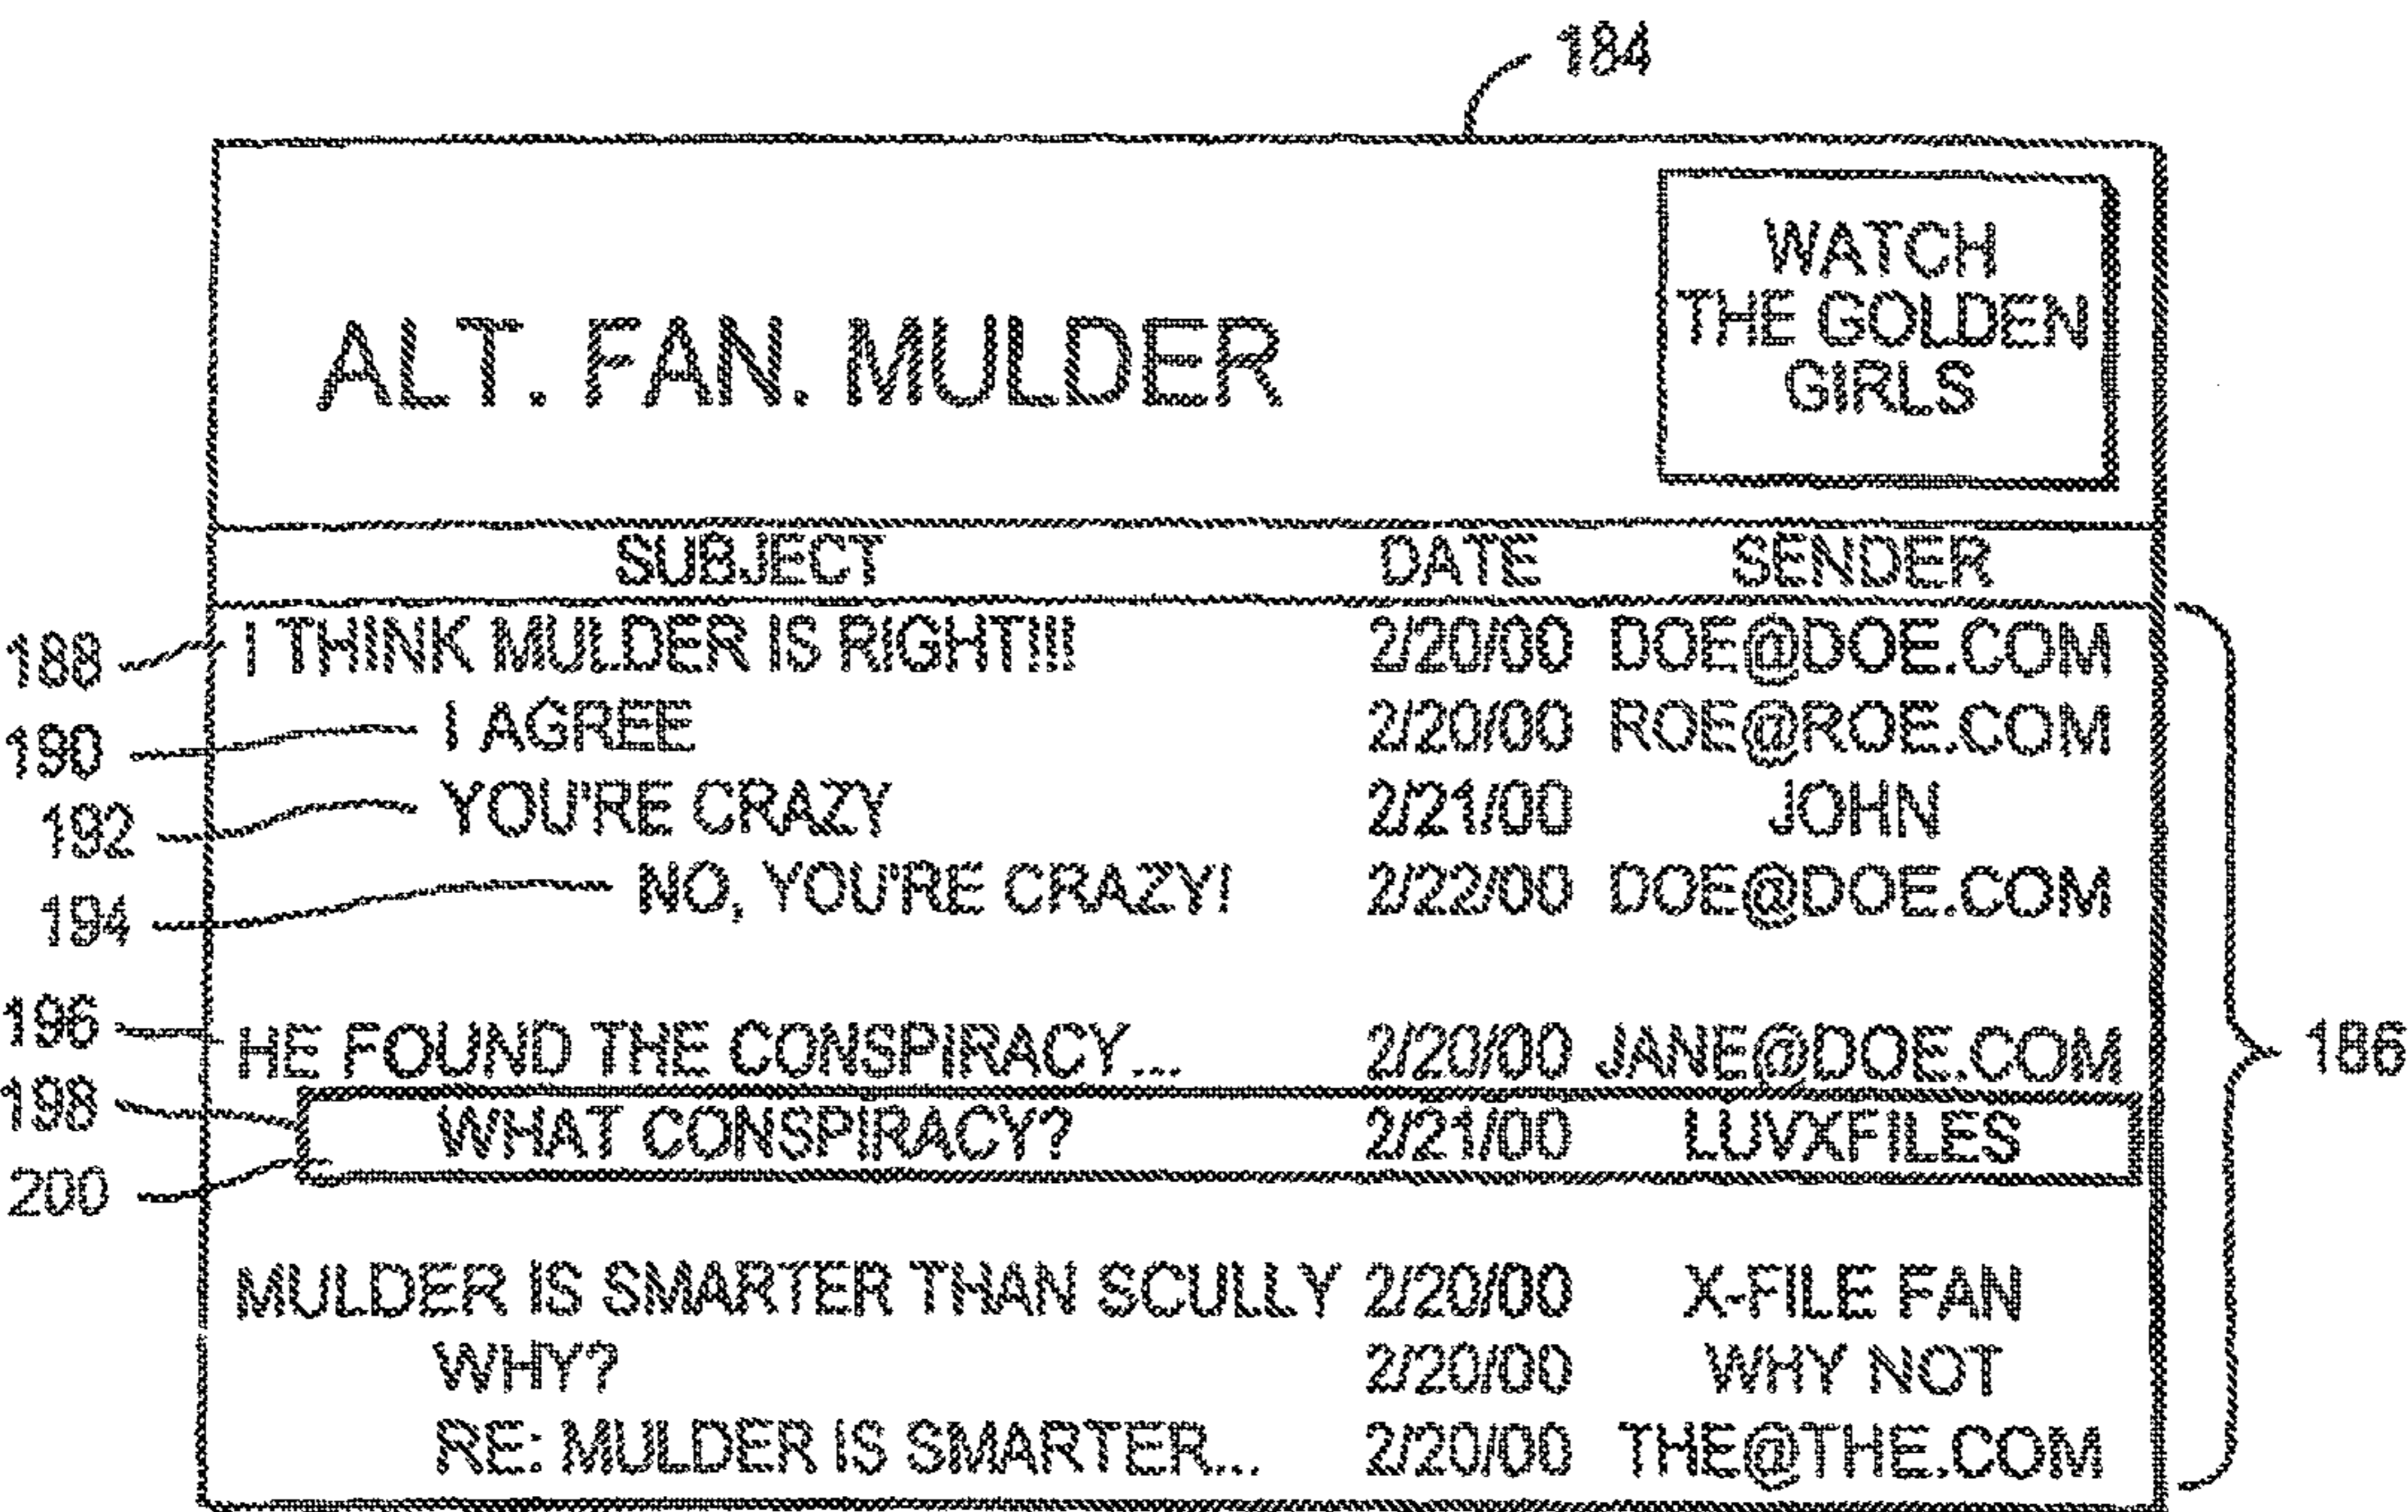 184
WATCH
THE GOLDEN
GIRLS
ALT. FAN. MULDER
SUBJECT DATE SENDER
188 I THINK MULDER IS RIGHT!!! 2/20/00 DOE@DOE.COM
190 I AGREE 2/20/00 ROE@ROE.COM
192 YOU'RE CRAZY 2/21/00 JOHN
194 NO, YOU'RE CRAZY! 2/22/00 DOE@DOE.COM
196 HE FOUND THE CONSPIRACY... 2/20/00 JANE@DOE.COM
186
198 WHAT CONSPIRACY? 2/21/00 LUVXFILES
200
MULDER IS SMARTER THAN SCULLY 2/20/00 X-FILE FAN
WHY? 2/20/00 WHY NOT
RE: MULDER IS SMARTER... 2/20/00 THE@THE.COM